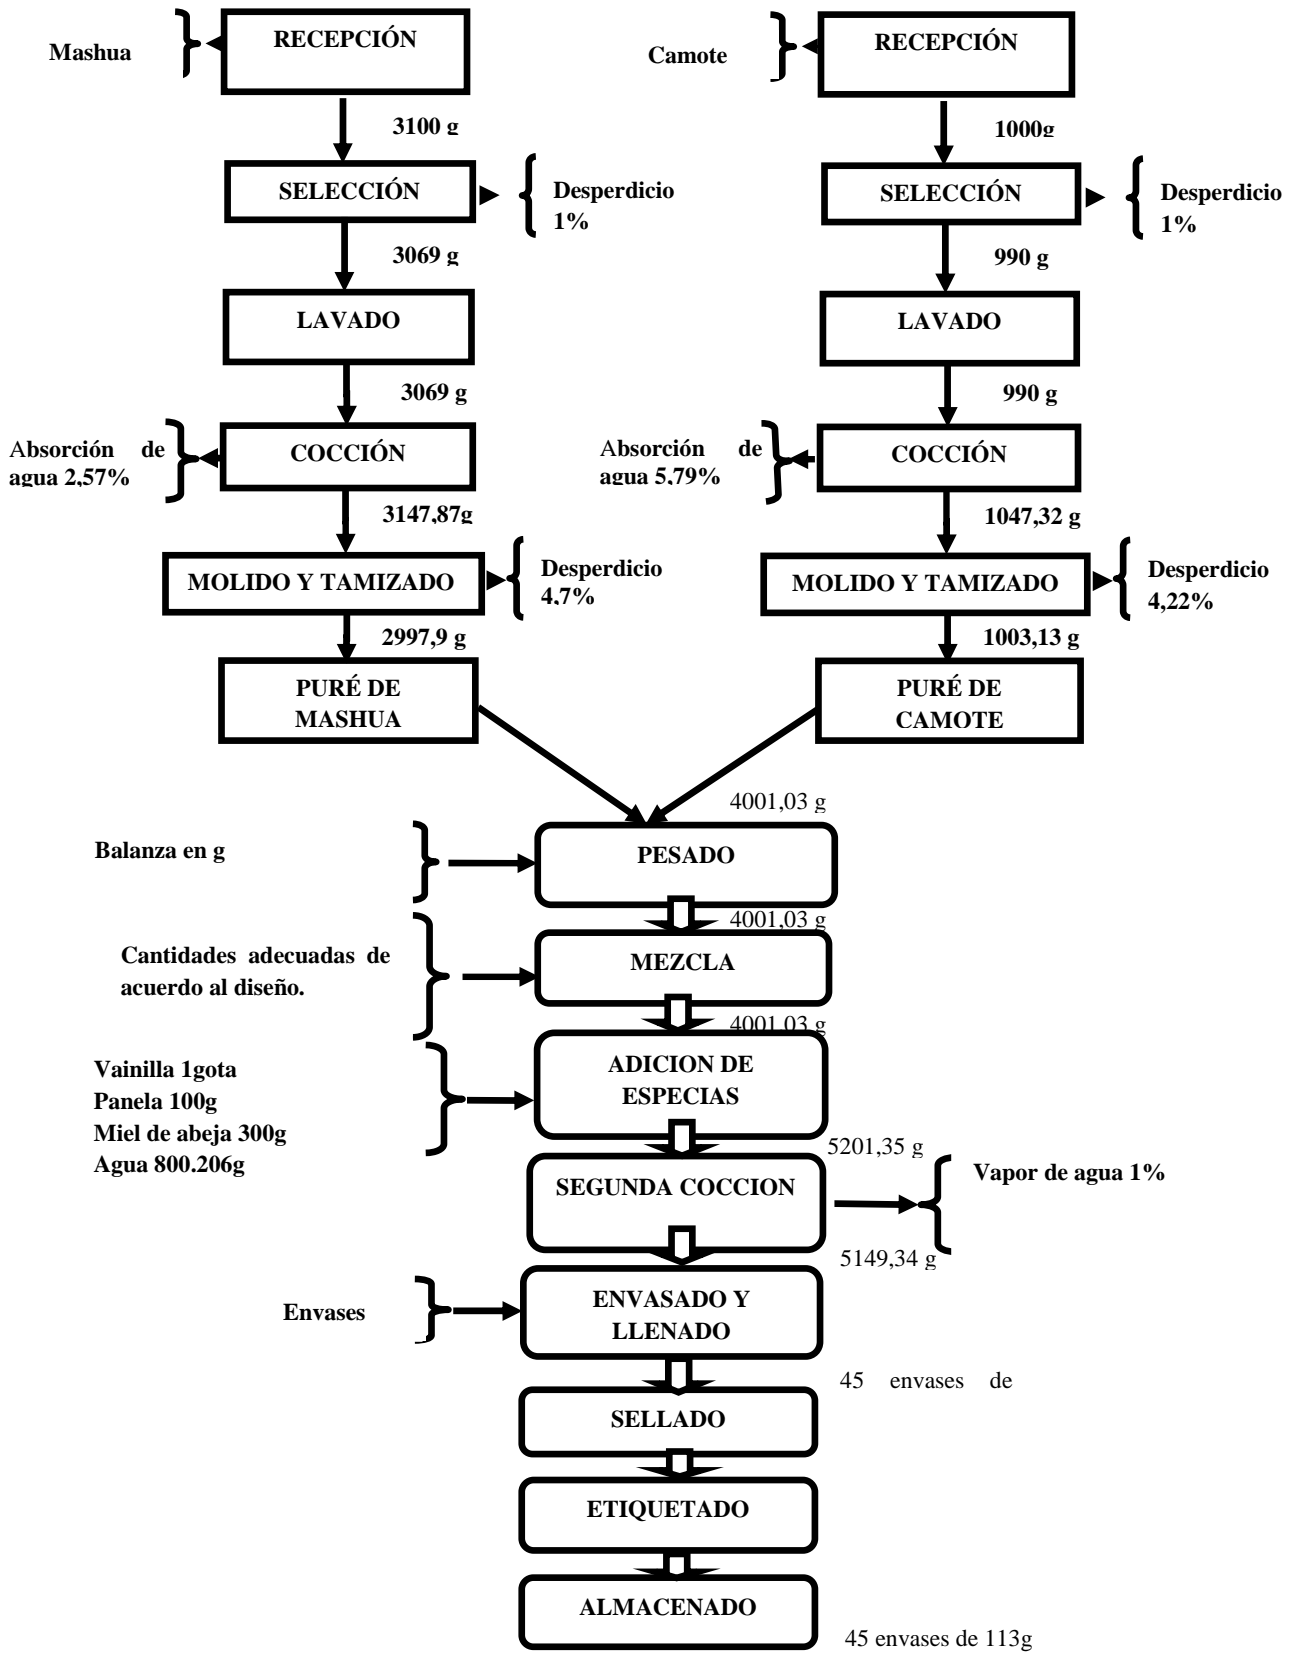 Mashua
RECEPCIÓN
Camote
RECEPCIÓN
3100 g
1000g
SELECCIÓN
Desperdicio
1%
SELECCIÓN
Desperdicio
1%
3069 g
990 g
LAVADO
LAVADO
3069 g
990 g
Absorción de
agua 2,57%
COCCIÓN
Absorción de
agua 5,79%
COCCIÓN
3147,87g
1047,32 g
MOLIDO Y TAMIZADO
Desperdicio
4,7%
MOLIDO Y TAMIZADO
Desperdicio
4,22%
2997,9 g
1003,13 g
PURÉ DE
MASHUA
PURÉ DE
CAMOTE
4001,03 g
Balanza en g
PESADO
4001,03 g
Cantidades adecuadas de
acuerdo al diseño.
MEZCLA
4001,03 g
Vainilla 1gota
Panela 100g
Miel de abeja 300g
Agua 800.206g
ADICION DE
ESPECIAS
5201,35 g
SEGUNDA COCCION
Vapor de agua 1%
5149,34 g
Envases
ENVASADO Y
LLENADO
45 envases de
SELLADO
ETIQUETADO
ALMACENADO
45 envases de 113g